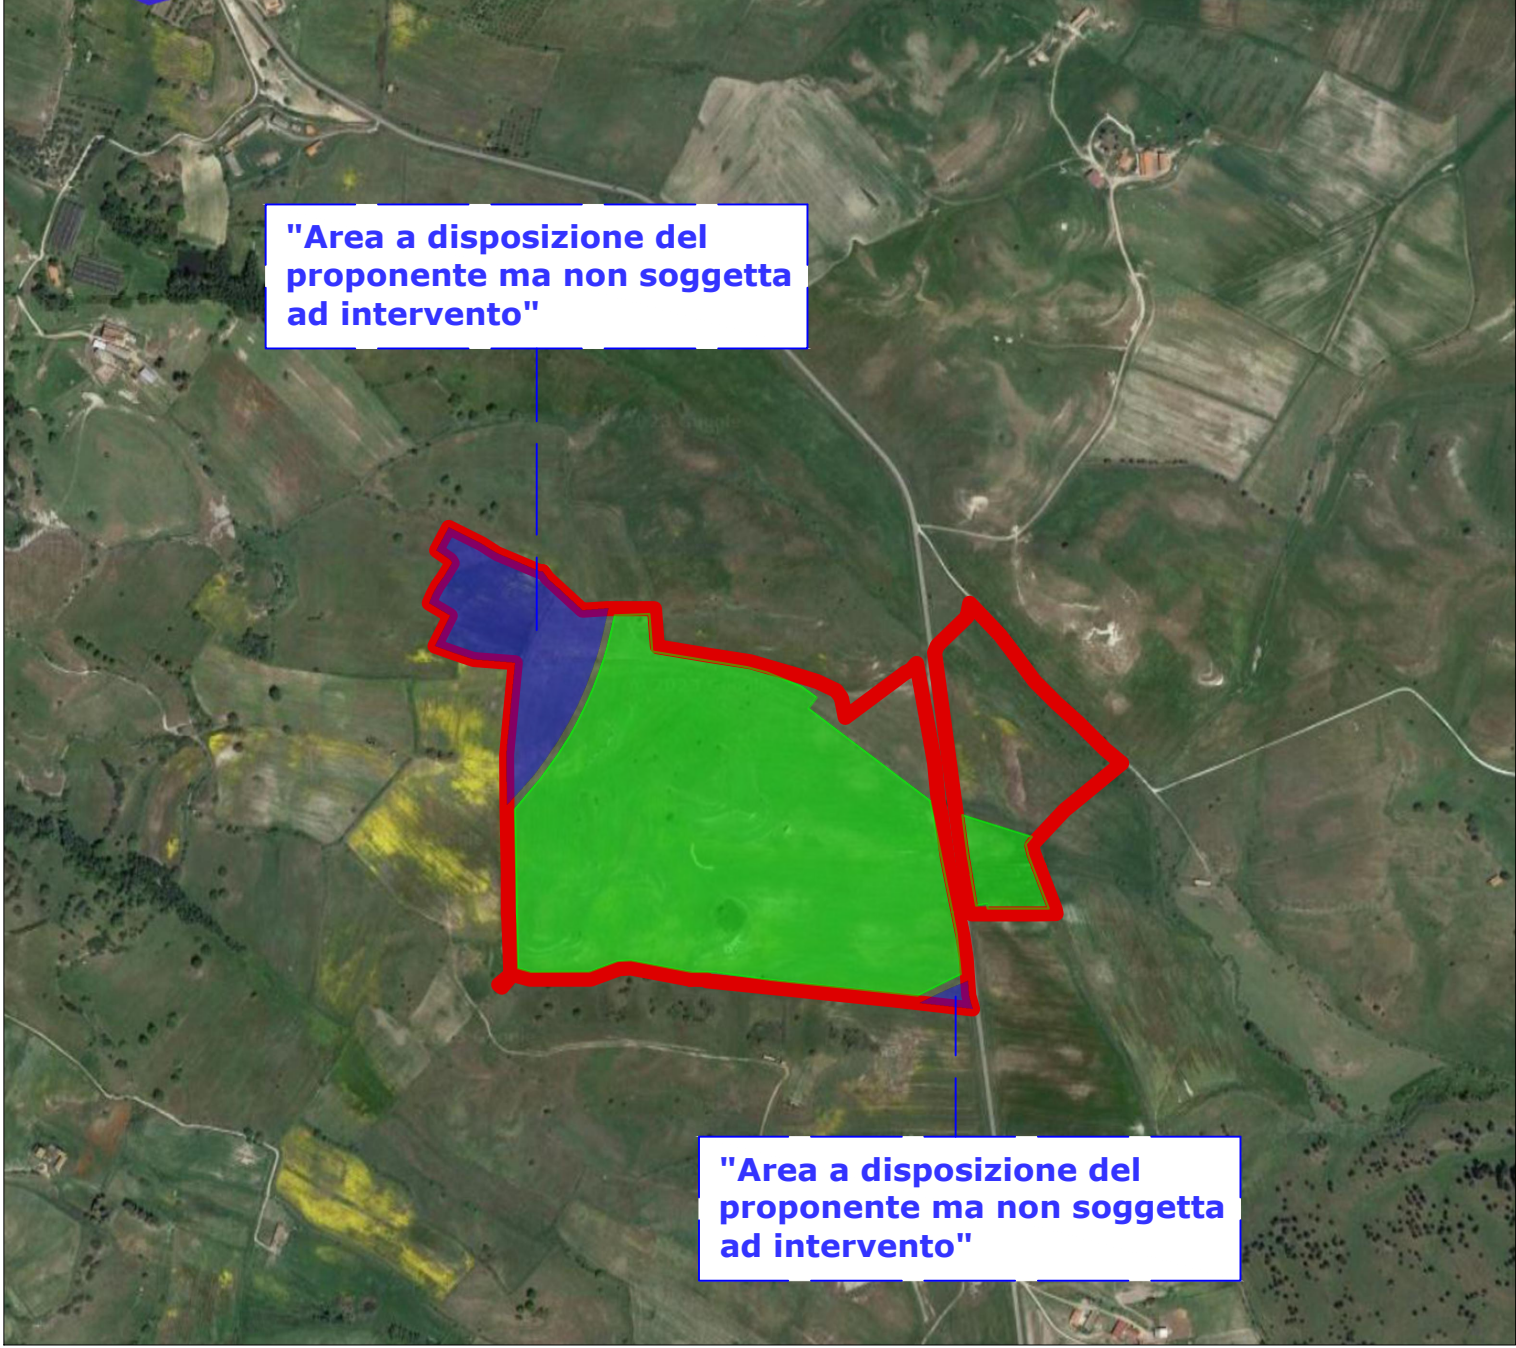 "Area a disposizione del
proponente ma non soggetta
ad intervento"
"Area a disposizione del
proponente ma non soggetta
ad intervento"